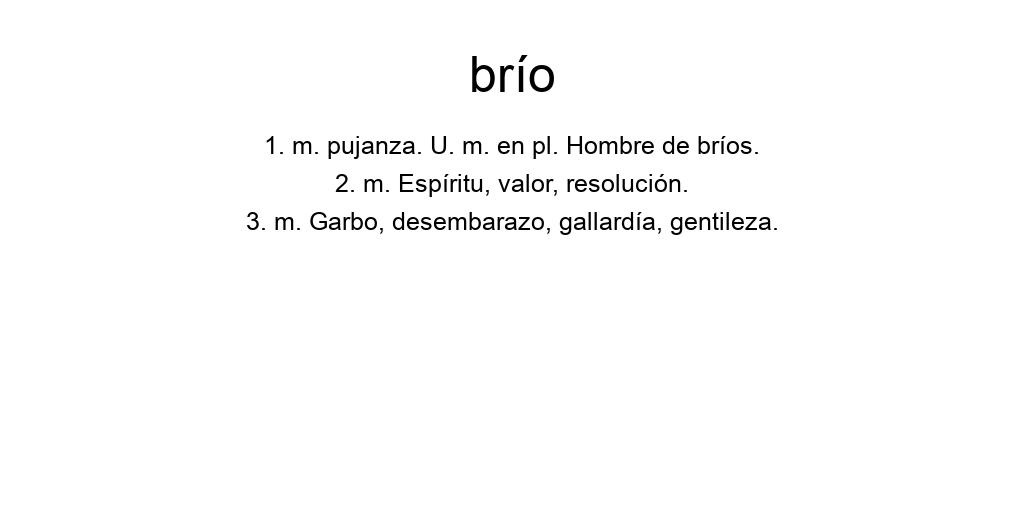 brío
1. m. pujanza. U. m. en pl. Hombre de bríos.
2. m. Espíritu, valor, resolución.
3. m. Garbo, desembarazo, gallardía, gentileza.